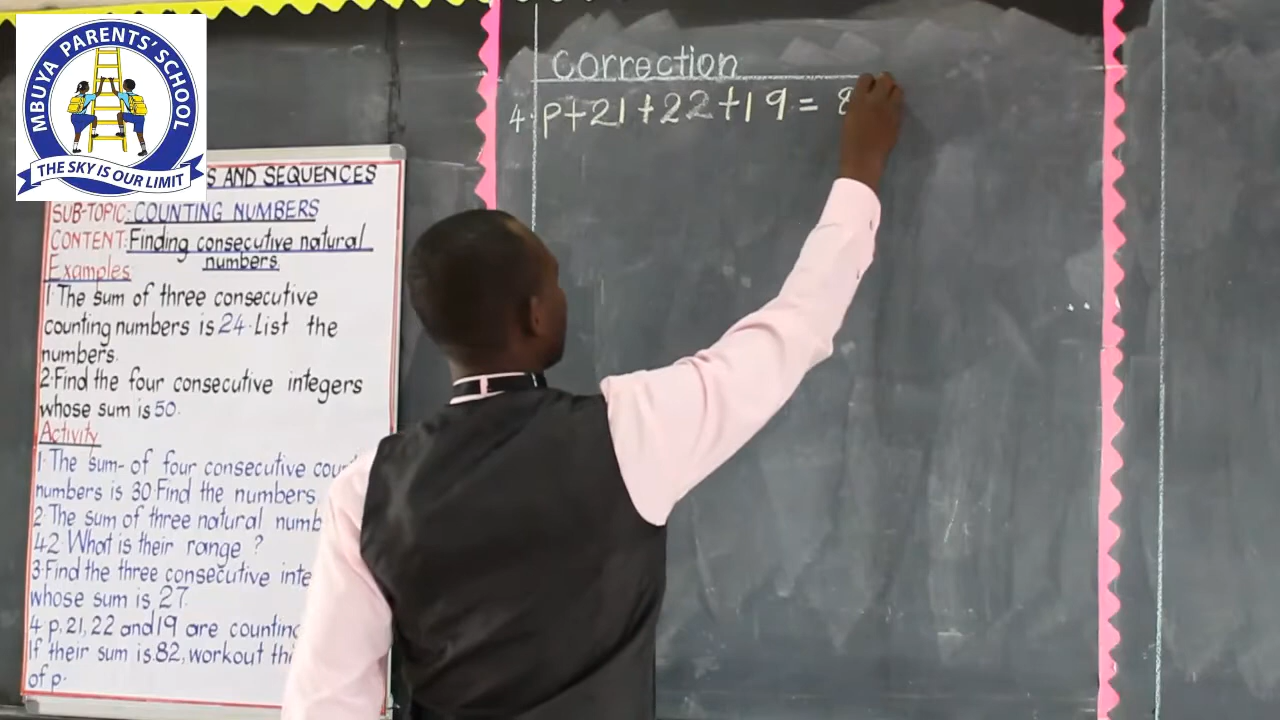 MBUYA PARENTS' SCHOOL
THE SKY IS OUR LIMIT
S AND SEQUENCES
SUB-TOPIC: COUNTING NUMBERS
CONTENT: Finding consecutive natural
numbers.
Examples
1. The sum of three consecutive
counting numbers is 24. List the
numbers.
2. Find the four consecutive integers
whose sum is 50.
Activity
1. The sum of four consecutive cou
numbers is 30. Find the numbers
2. The sum of three natural numb
42. What is their range?
3. Find the three consecutive inte
whose sum is 27
4. p, 21, 22 and 19 are counting
If their sum is 82, workout th
of p.
Correction
4. p+21+22+19= 8